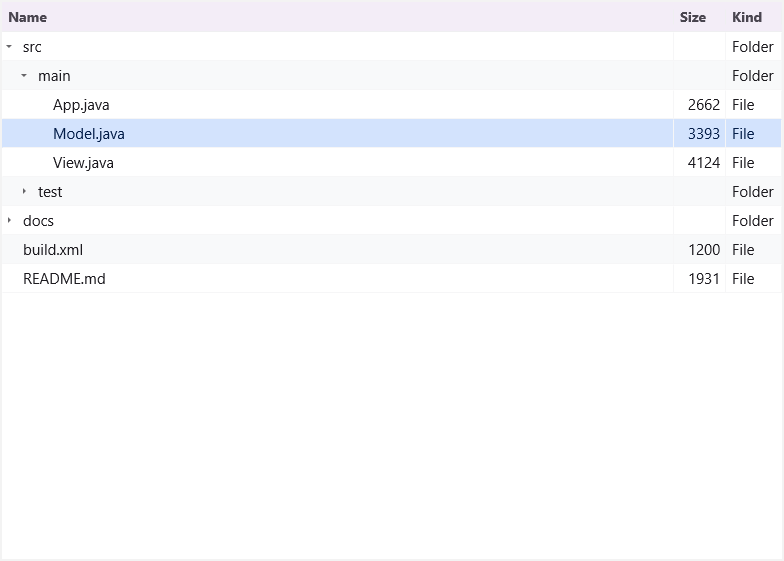 Name Size Kind
src Folder
main Folder
App.java 2662 File
Model.java 3393 File
View.java 4124 File
test Folder
docs Folder
build.xml 1200 File
README.md 1931 File